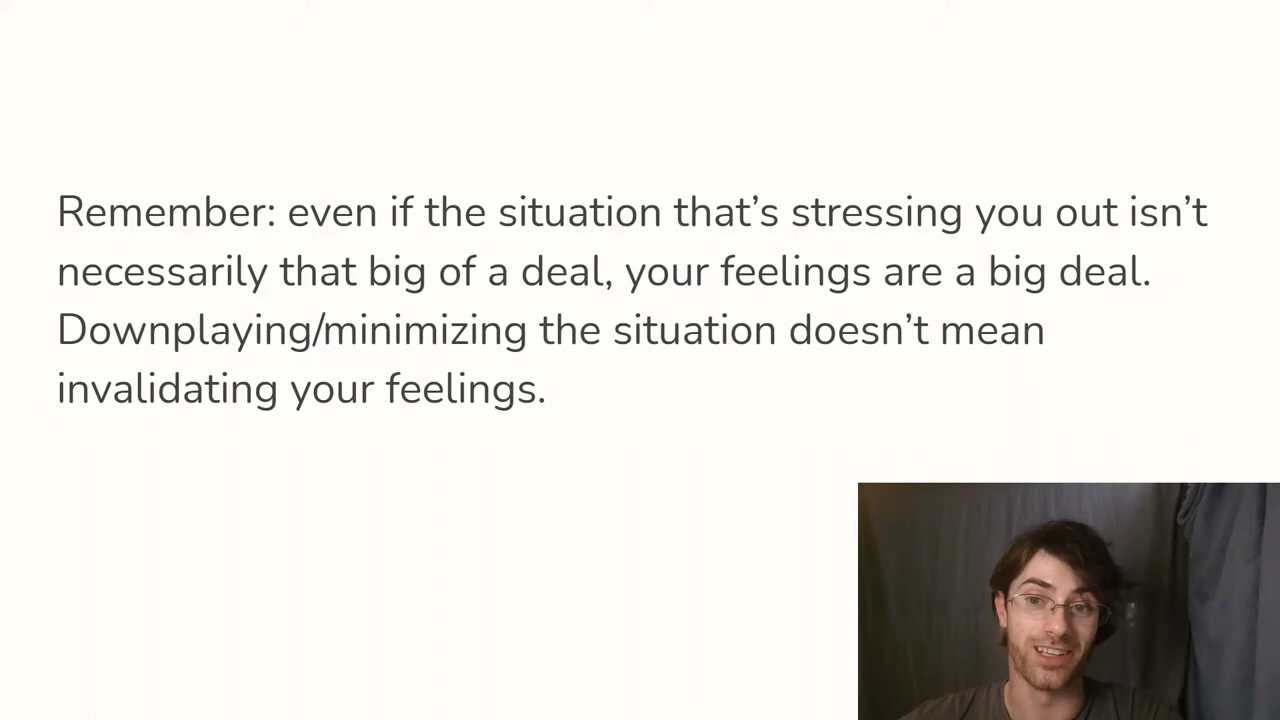 Remember: even if the situation that’s stressing you out isn’t
necessarily that big of a deal, your feelings are a big deal.
Downplaying/minimizing the situation doesn’t mean
invalidating your feelings.